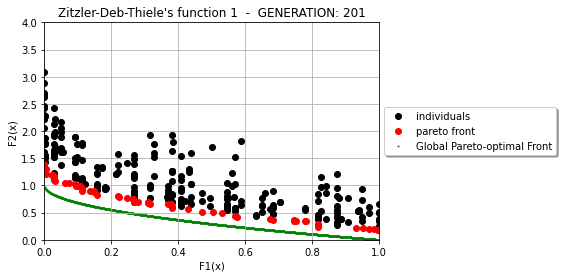 Zitzler-Deb-Thiele's function 1 - GENERATION: 201
F2(x)
4.0
3.5
3.0
2.5
2.0
1.5
1.0
0.5
0.0
0.0
0.2
0.4
0.6
0.8
1.0
F1(x)
individuals
pareto front
Global Pareto-optimal Front